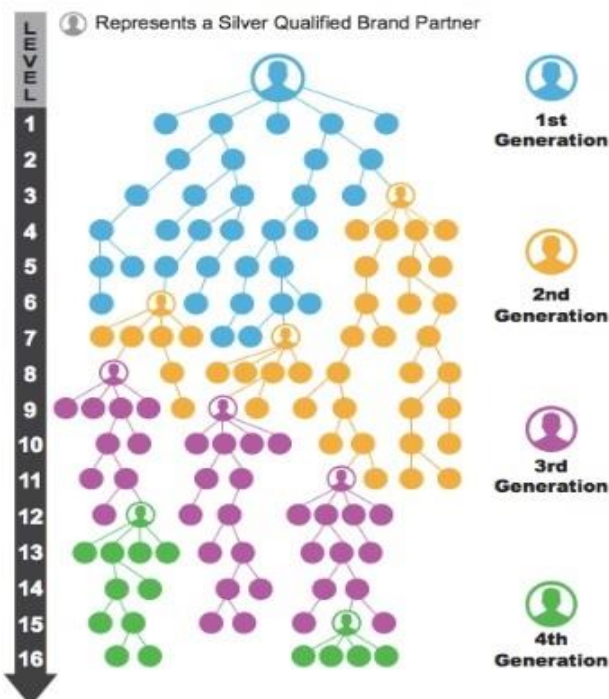 Represents a Silver Qualified Brand Partner
LEVEL
1
2
3
4
5
6
7
8
9
10
11
12
13
14
15
16
1st
Generation
2nd
Generation
3rd
Generation
4th
Generation